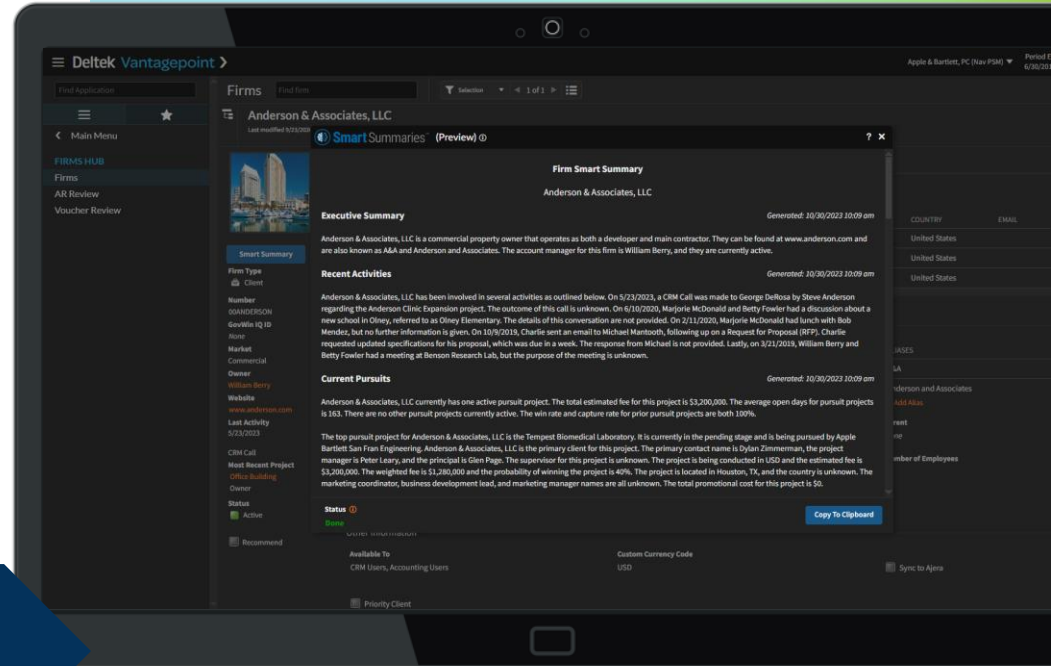 Deltek Vantagepoint
Apple & Bartlett, PC (Nav PSM)
Period E
6/30/201
Find Application
Firms
Find firm
Selection
1 of 1
Anderson & Associates, LLC
Last modified 9/23/202
Main Menu
FIRMS HUB
Firms
AR Review
Voucher Review
Smart Summaries (Preview)
? ×
Firm Smart Summary
Anderson & Associates, LLC
Executive Summary
Generated: 10/30/2023 10:09 am
Anderson & Associates, LLC is a commercial property owner that operates as both a developer and main contractor. They can be found at www.anderson.com and
are also known as A&A and Anderson and Associates. The account manager for this firm is William Berry, and they are currently active.
Recent Activities
Generated: 10/30/2023 10:09 am
Anderson & Associates, LLC has been involved in several activities as outlined below. On 5/23/2023, a CRM Call was made to George DeRosa by Steve Anderson
regarding the Anderson Clinic Expansion project. The outcome of this call is unknown. On 6/10/2020, Marjorie McDonald and Betty Fowler had a discussion about a
new school in Olney, referred to as Olney Elementary. The details of this conversation are not provided. On 2/11/2020, Marjorie McDonald had lunch with Bob
Mendez, but no further information is given. On 10/9/2019, Charlie sent an email to Michael Mantooth, following up on a Request for Proposal (RFP). Charlie
requested updated specifications for his proposal, which was due in a week. The response from Michael is not provided. Lastly, on 3/21/2019, William Berry and
Betty Fowler had a meeting at Benson Research Lab, but the purpose of the meeting is unknown.
Current Pursuits
Generated: 10/30/2023 10:09 am
Anderson & Associates, LLC currently has one active pursuit project. The total estimated fee for this project is $3,200,000. The average open days for pursuit projects
is 163. There are no other pursuit projects currently active. The win rate and capture rate for prior pursuit projects are both 100%.
The top pursuit project for Anderson & Associates, LLC is the Tempest Biomedical Laboratory. It is currently in the pending stage and is being pursued by Apple
Bartlett San Fran Engineering. Anderson & Associates, LLC is the primary client for this project. The primary contact name is Dylan Zimmerman, the project
manager is Peter Leary, and the principal is Glen Page. The supervisor for this project is unknown. The project is being conducted in USD and the estimated fee is
$3,200,000. The weighted fee is $1,280,000 and the probability of winning the project is 40%. The project is located in Houston, TX, and the country is unknown. The
marketing coordinator, business development lead, and marketing manager names are all unknown. The total promotional cost for this project is $0.
Status
Done
Copy To Clipboard
Smart Summary
Firm Type
Client
Number
00ANDERSON
GovWin IQ ID
None
Market
Commercial
Owner
William Berry
Website
www.anderson.com
Last Activity
5/23/2023
CRM Call
Most Recent Project
Office Building
Owner
Status
Active
Recommend
COUNTRY
EMAIL
United States
United States
United States
IASES
&A
nderson and Associates
Add Alias
rent
ne
mber of Employees
Other Information
Available To
CRM Users, Accounting Users
Custom Currency Code
USD
Sync to Ajera
Priority Client